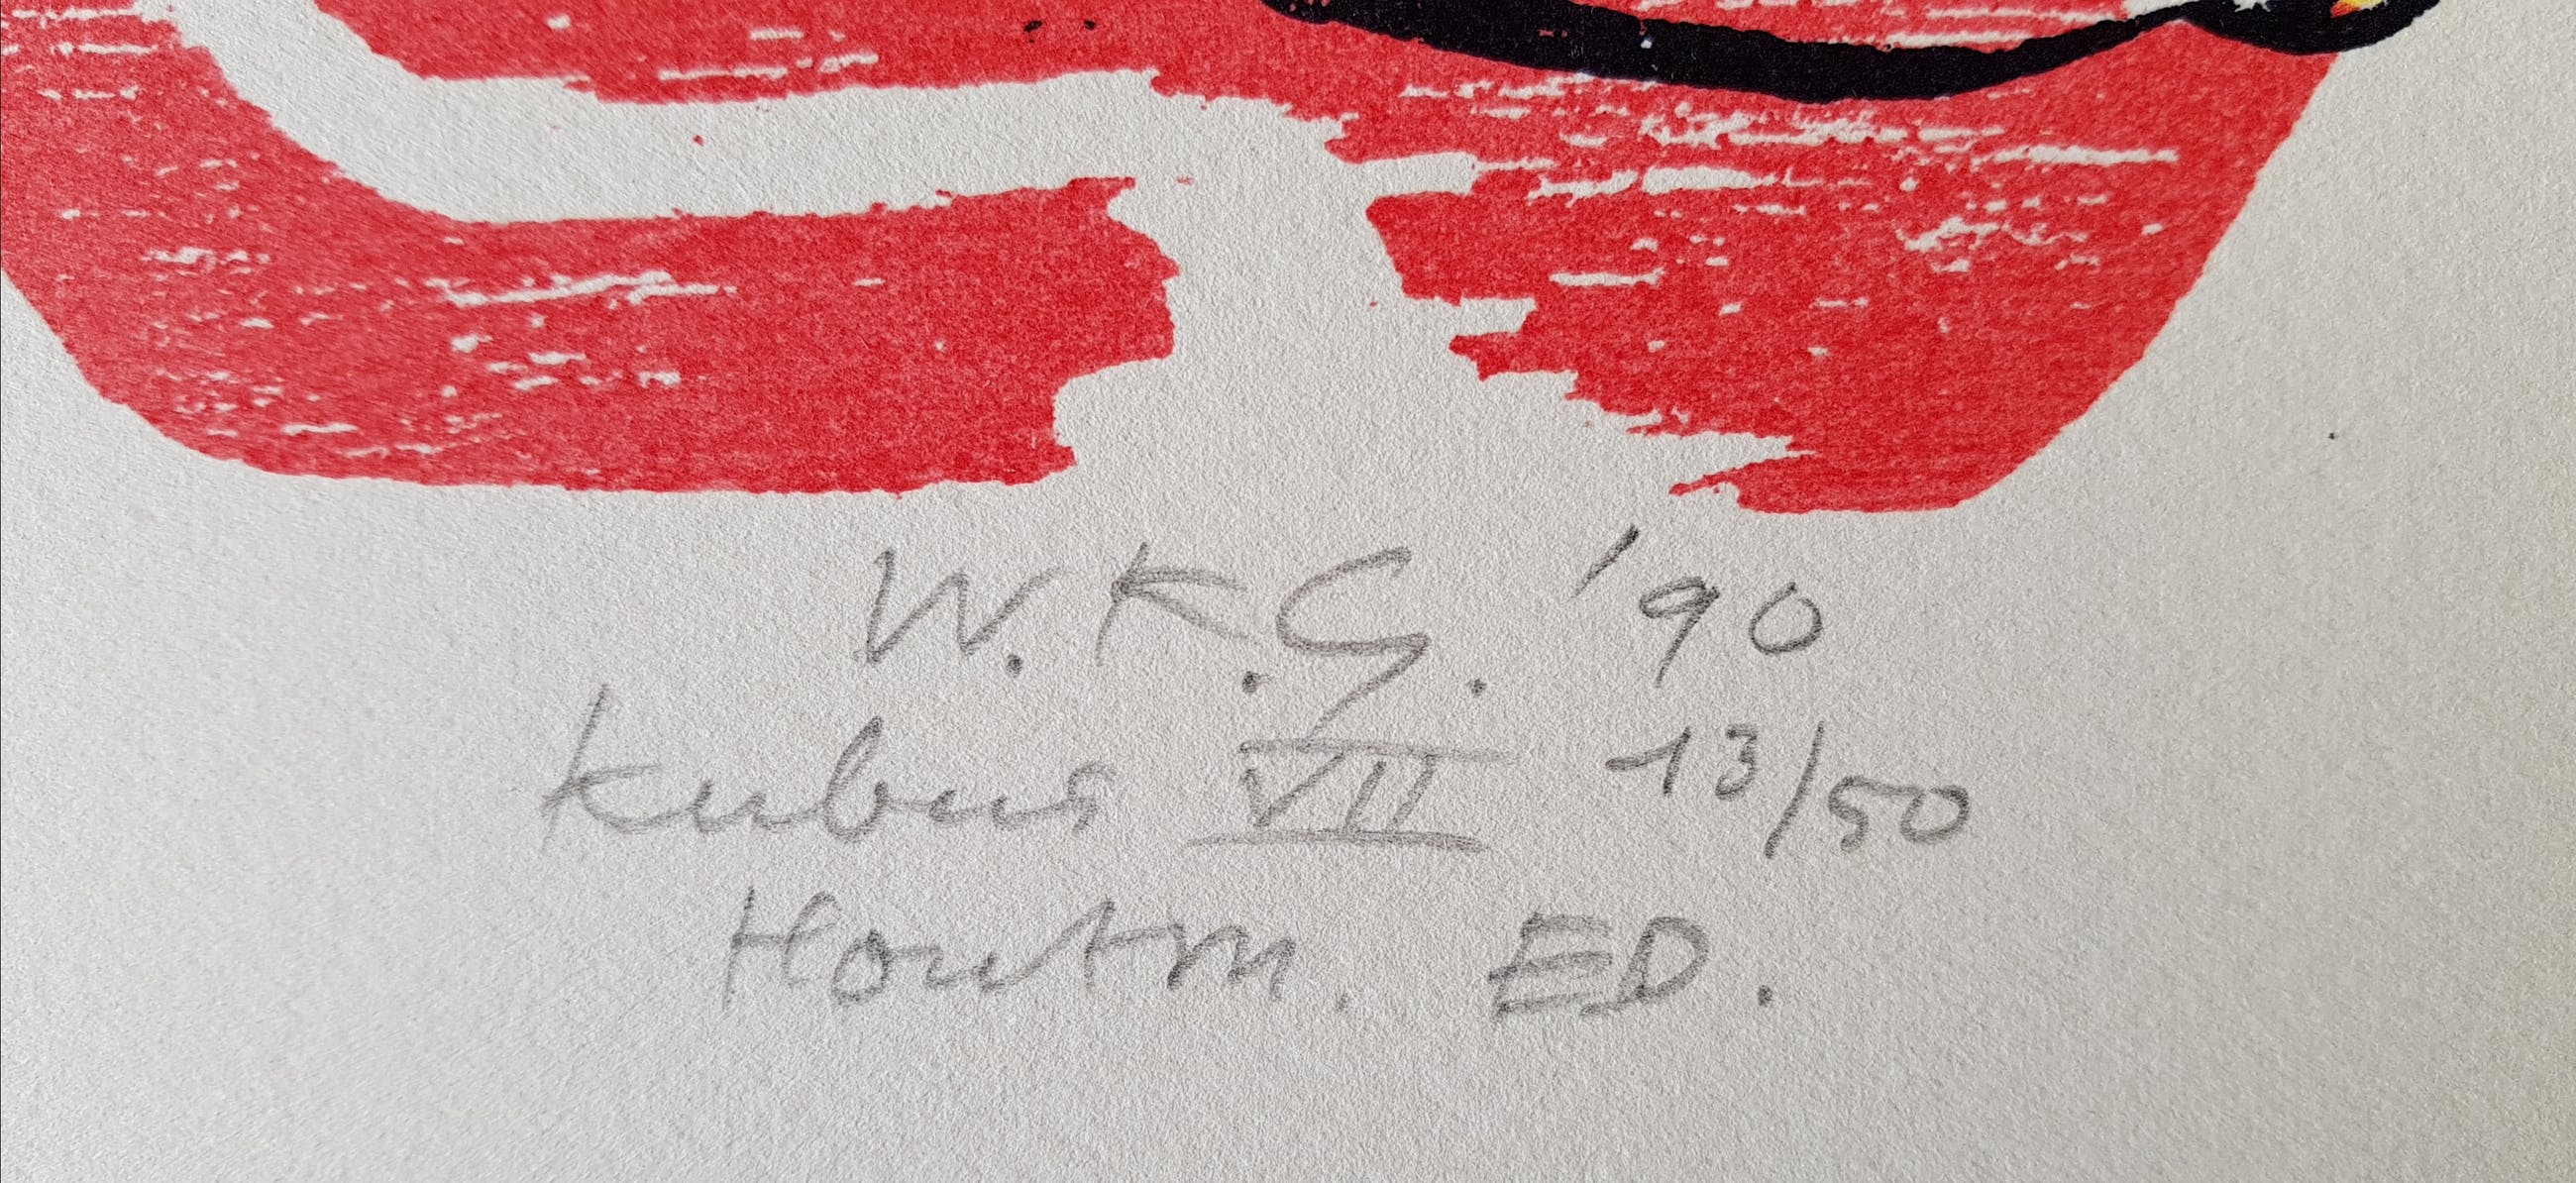 W.K.G. '90
kubus VII 13/50
Houtm. ED.